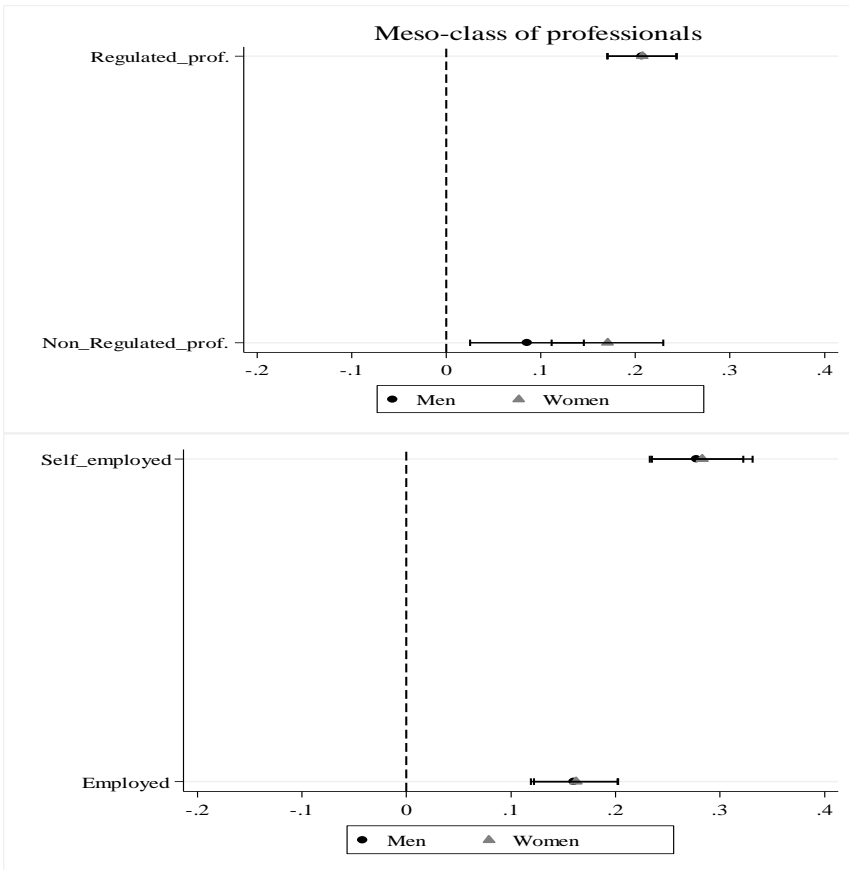 Meso-class of professionals
Regulated_prof.
Non_Regulated_prof.
-.2 -.1 0 .1 .2 .3 .4
Men Women
Self_employed
Employed
-.2 -.1 0 .1 .2 .3 .4
Men Women